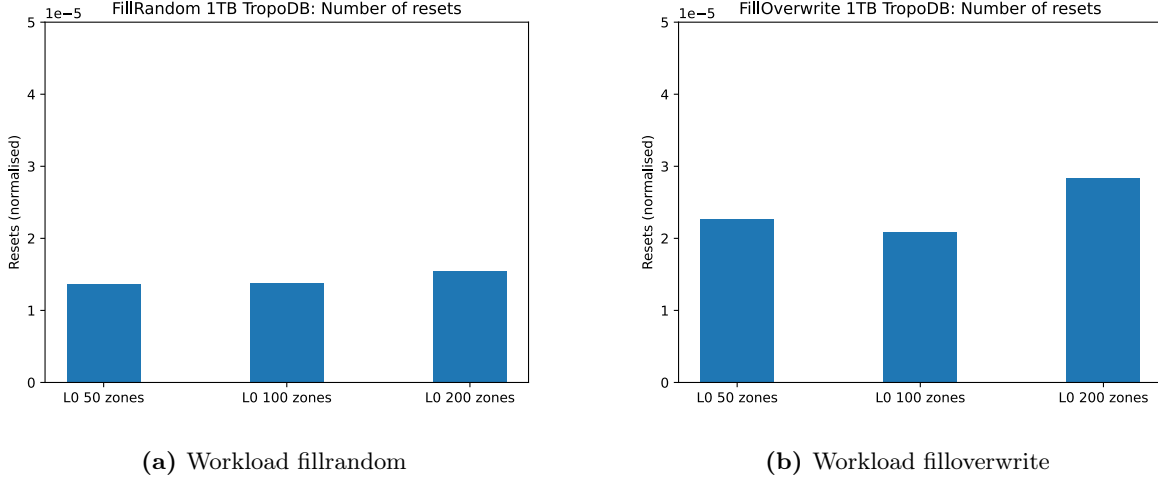 FillRandom 1TB TropoDB: Number of resets
1e−5
5
4
3
2
1
0
Resets (normalised)
L0 50 zones
L0 100 zones
L0 200 zones
(a) Workload fillrandom
FillOverwrite 1TB TropoDB: Number of resets
1e−5
5
4
3
2
1
0
Resets (normalised)
L0 50 zones
L0 100 zones
L0 200 zones
(b) Workload filloverwrite